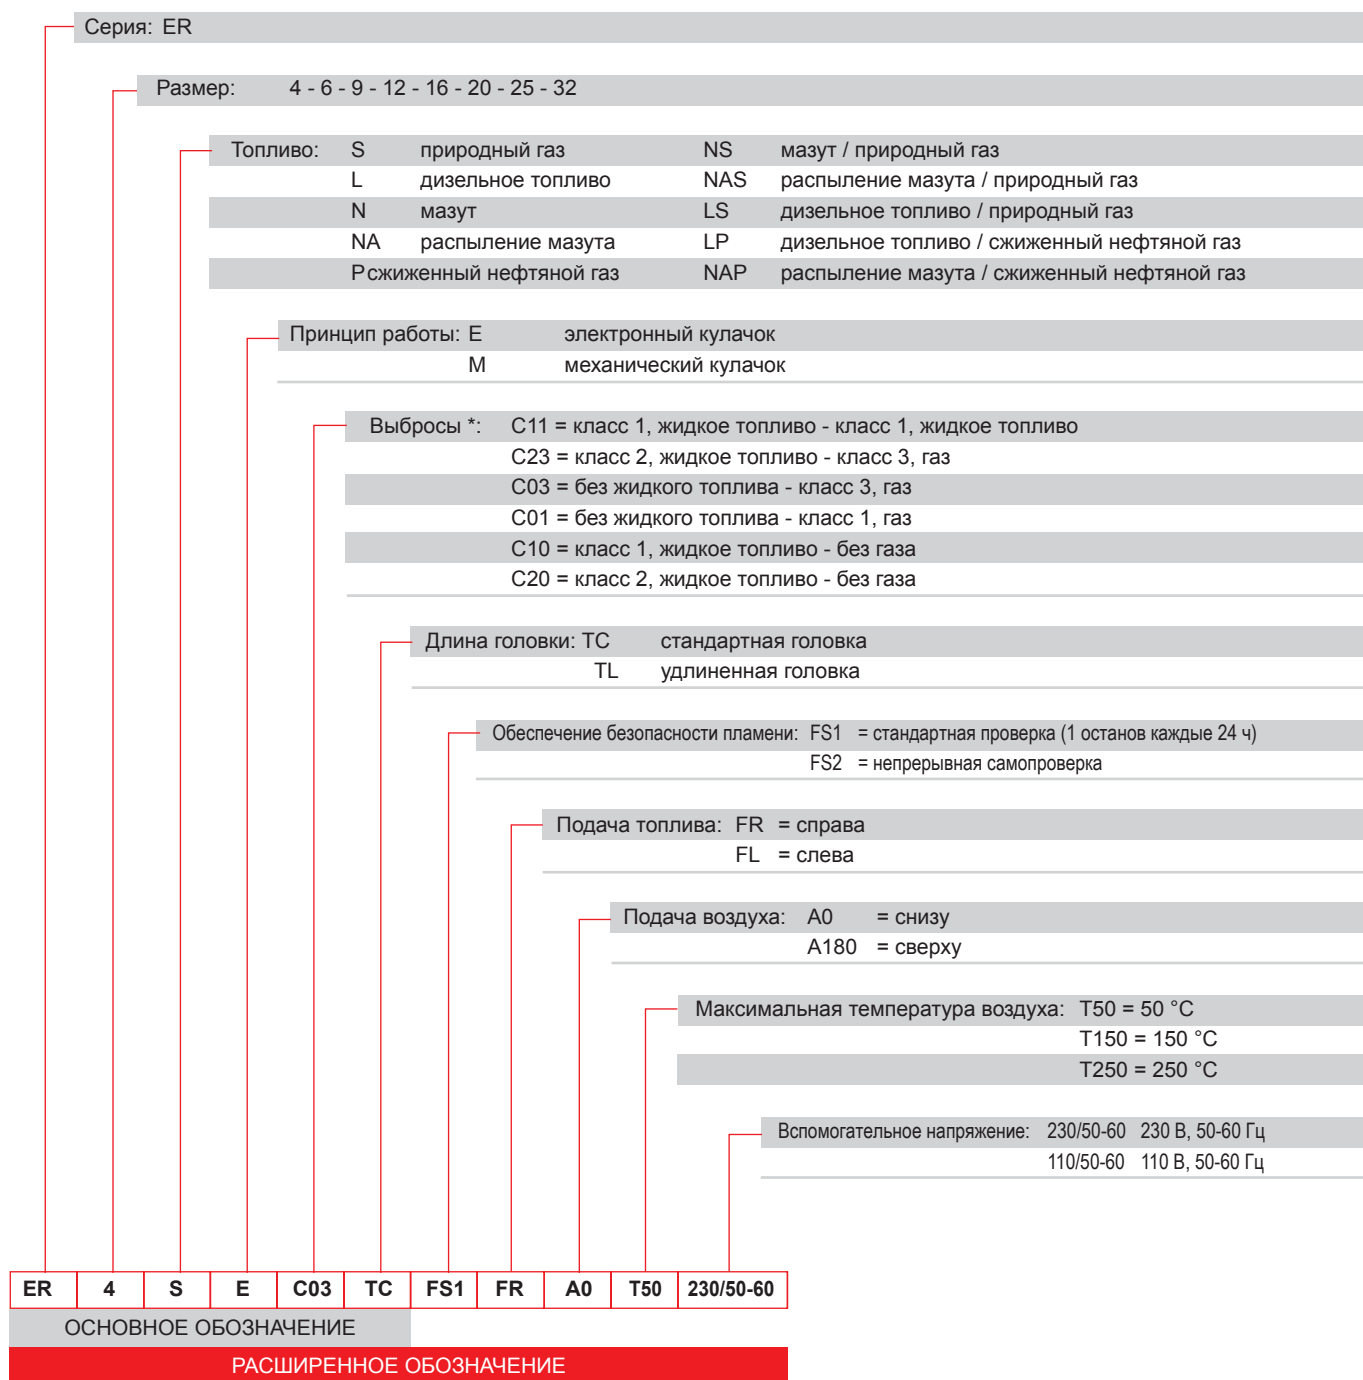 Серия: ER
Размер: 4 - 6 - 9 - 12 - 16 - 20 - 25 - 32
Топливо: S природный газ NS мазут / природный газ
L дизельное топливо NAS распыление мазута / природный газ
N мазут LS дизельное топливо / природный газ
NA распыление мазута LP дизельное топливо / сжиженный нефтяной газ
Pсжиженный нефтяной газ NAP распыление мазута / сжиженный нефтяной газ
Принцип работы: E электронный кулачок
M механический кулачок
Выбросы *: C11 = класс 1, жидкое топливо - класс 1, жидкое топливо
C23 = класс 2, жидкое топливо - класс 3, газ
C03 = без жидкого топлива - класс 3, газ
C01 = без жидкого топлива - класс 1, газ
C10 = класс 1, жидкое топливо - без газа
C20 = класс 2, жидкое топливо - без газа
Длина головки: TC стандартная головка
TL удлиненная головка
Обеспечение безопасности пламени: FS1 = стандартная проверка (1 останов каждые 24 ч)
FS2 = непрерывная самопроверка
Подача топлива: FR = справа
FL = слева
Подача воздуха: A0 = снизу
A180 = сверху
Максимальная температура воздуха: T50 = 50 °C
T150 = 150 °C
T250 = 250 °C
Вспомогательное напряжение: 230/50-60 230 В, 50-60 Гц
110/50-60 110 В, 50-60 Гц
ER 4 S E C03 TC FS1 FR A0 T50 230/50-60
ОСНОВНОЕ ОБОЗНАЧЕНИЕ
РАСШИРЕННОЕ ОБОЗНАЧЕНИЕ